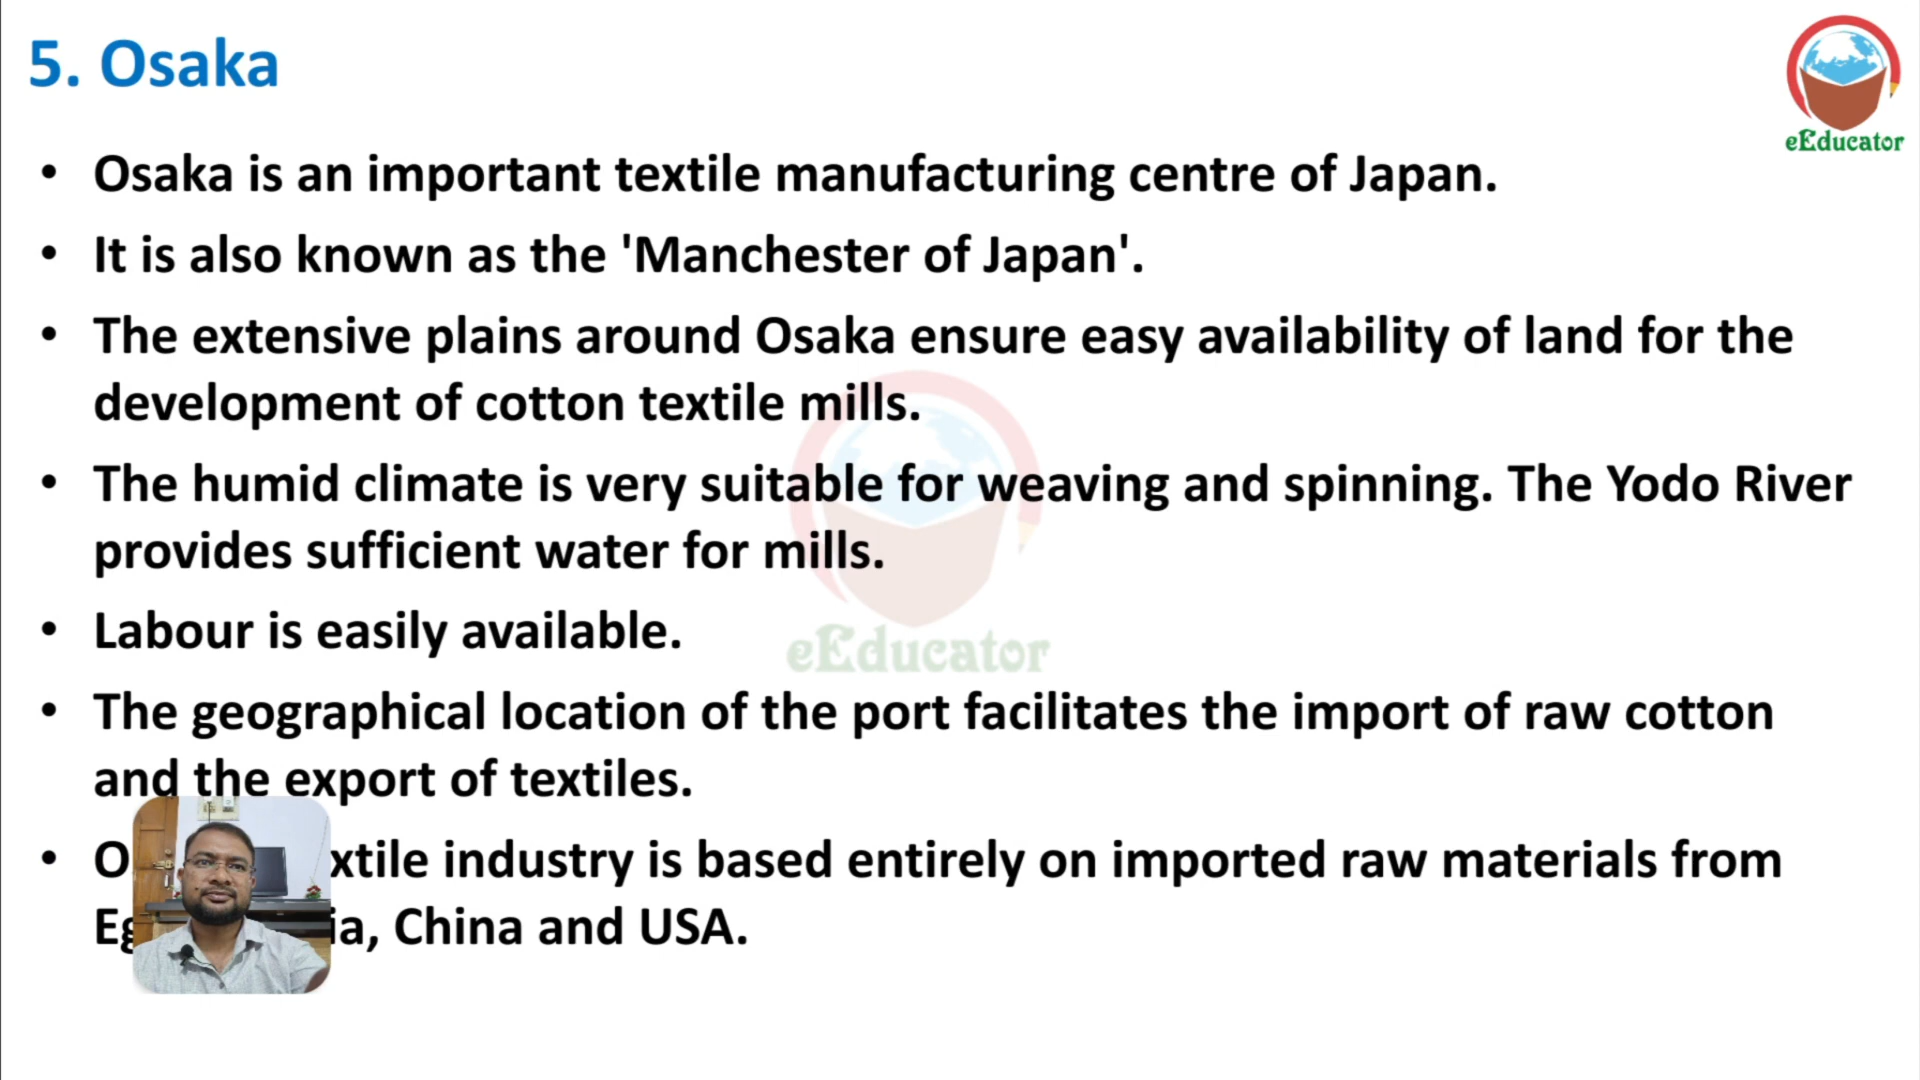 5. Osaka
eEducator
• Osaka is an important textile manufacturing centre of Japan.
• It is also known as the 'Manchester of Japan'.
• The extensive plains around Osaka ensure easy availability of land for the
development of cotton textile mills.
• The humid climate is very suitable for weaving and spinning. The Yodo River
provides sufficient water for mills.
eEducator
• Labour is easily available.
• The geographical location of the port facilitates the import of raw cotton
and the export of textiles.
• industry is based entirely on imported raw materials from
China and USA.